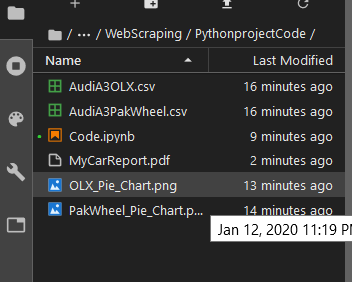 / ··· / WebScraping / PythonprojectCode /
Name Last Modified
AudiA3OLX.csv 16 minutes ago
AudiA3PakWheel.csv 16 minutes ago
Code.ipynb 9 minutes ago
MyCarReport.pdf 2 minutes ago
OLX_Pie_Chart.png 13 minutes ago
PakWheel_Pie_Chart.p... 14 minutes ago
Jan 12, 2020 11:19 P